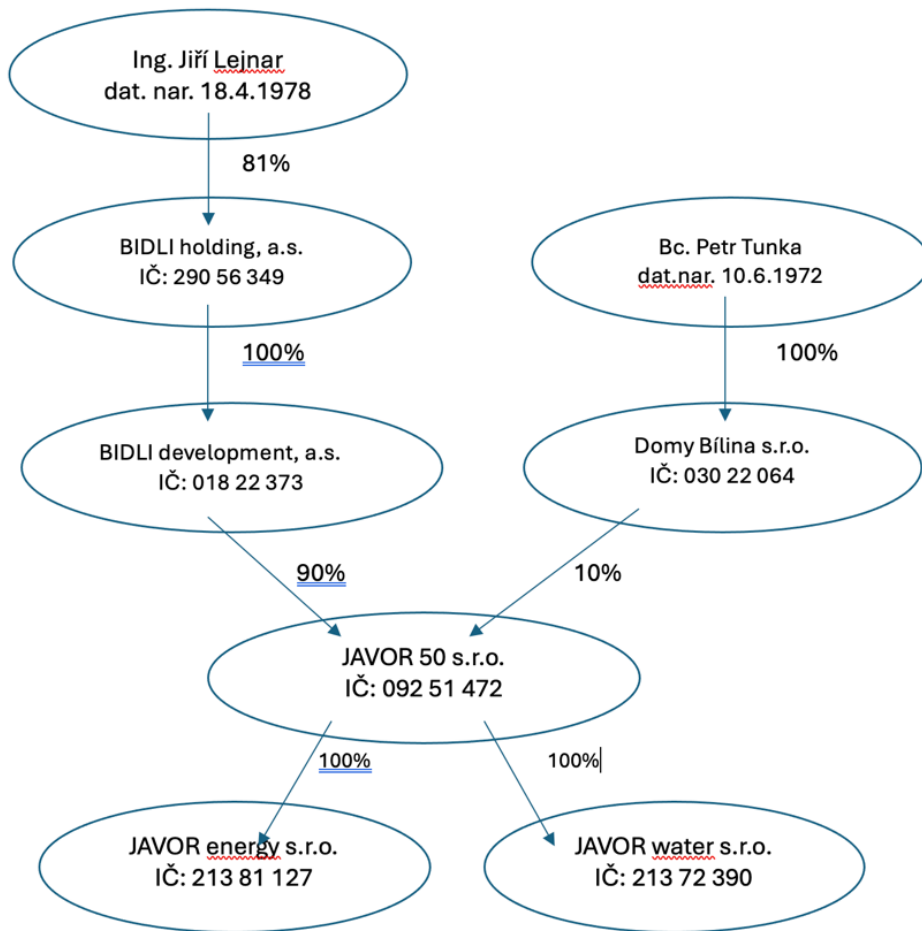 Ing. Jiří Lejnar
dat. nar. 18.4.1978
81%
BIDLI holding, a.s.
IČ: 290 56 349
Bc. Petr Tunka
dat.nar. 10.6.1972
100%
100%
BIDLI development, a.s.
IČ: 018 22 373
Domy Bílina s.r.o.
IČ: 030 22 064
90%
10%
JAVOR 50 s.r.o.
IČ: 092 51 472
100%
100%
JAVOR energy s.r.o.
IČ: 213 81 127
JAVOR water s.r.o.
IČ: 213 72 390